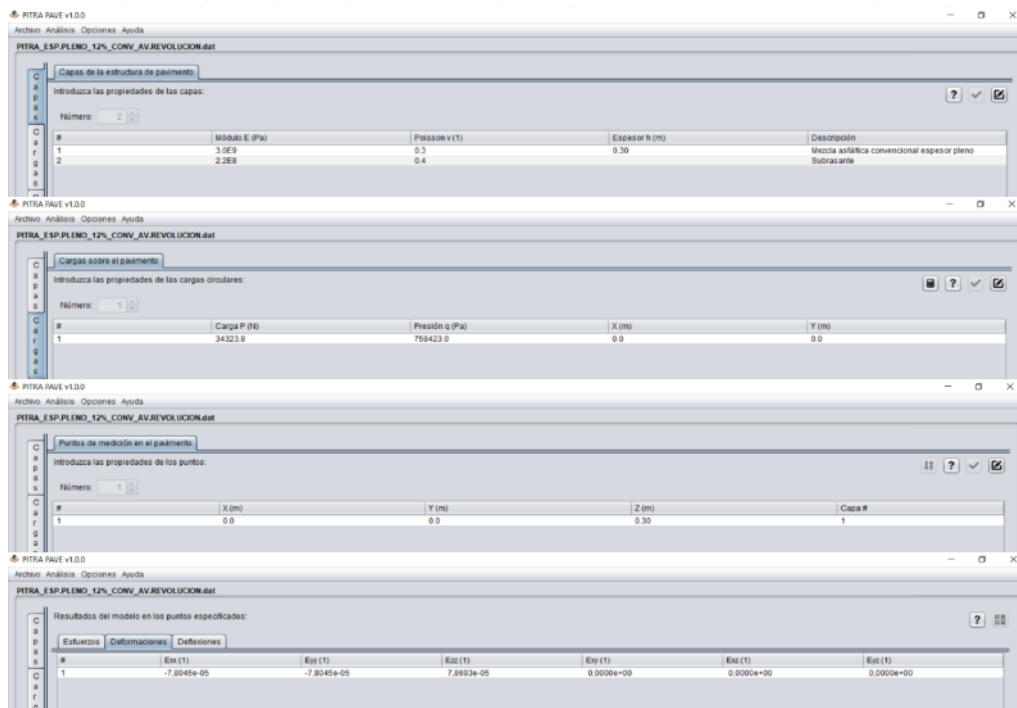 PITRA PAVE v1.0.0
Archivo Análisis Opciones Ayuda
PITRA_ESP.PLENO_12%_CONV_AV.REVOLUCION.dat
Capas
Cargas
Capas de la estructura de pavimento
Introduzca las propiedades de las capas:
?
Número: 2
# Módulo E (Pa) Poisson v (1) Espesor h (m) Descripción
1 3.0E9 0.3 0.30 Mezcla asfáltica convencional espesor pleno
2 2.2E8 0.4 Subrasante
PITRA PAVE v1.0.0
Archivo Análisis Opciones Ayuda
PITRA_ESP.PLENO_12%_CONV_AV.REVOLUCION.dat
Capas
Cargas
Cargas sobre el pavimento
Introduzca las propiedades de las cargas circulares:
?
Número: 1
# Carga P (N) Presión q (Pa) X (m) Y (m)
1 34323.8 758423.0 0.0 0.0
PITRA PAVE v1.0.0
Archivo Análisis Opciones Ayuda
PITRA_ESP.PLENO_12%_CONV_AV.REVOLUCION.dat
Capas
Carga
Puntos de medición en el pavimento
Introduzca las propiedades de los puntos:
?
Número: 1
# X (m) Y (m) Z (m) Capa #
1 0.0 0.0 0.30 1
PITRA PAVE v1.0.0
Archivo Análisis Opciones Ayuda
PITRA_ESP.PLENO_12%_CONV_AV.REVOLUCION.dat
Capas
Carg
Resultados del modelo en los puntos especificados:
?
Esfuerzos Deformaciones Deflexiones
# Exx (1) Eyy (1) Ezz (1) Exy (1) Exz (1) Eyz (1)
1 -7,8045e-05 -7,8045e-05 7,8693e-05 0,0000e+00 0,0000e+00 0,0000e+00